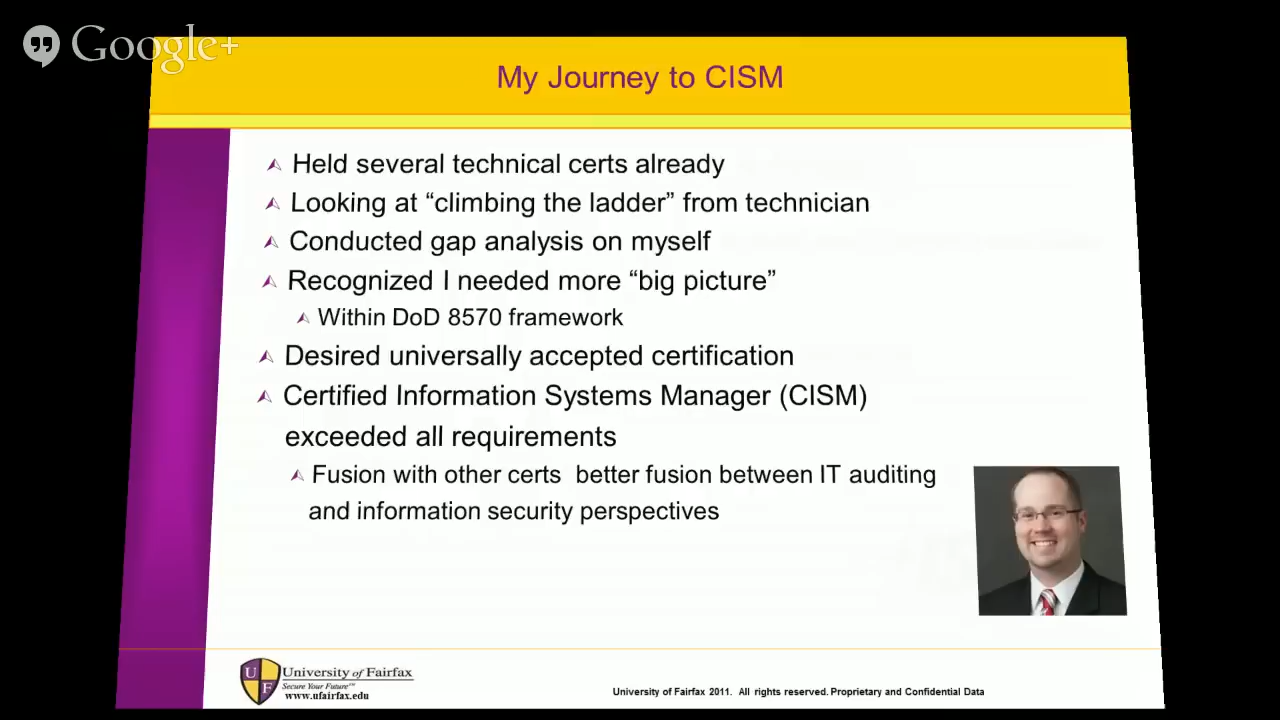 Google+
My Journey to CISM
Held several technical certs already
Looking at “climbing the ladder” from technician
Conducted gap analysis on myself
Recognized I needed more “big picture”
Within DoD 8570 framework
Desired universally accepted certification
Certified Information Systems Manager (CISM)
exceeded all requirements
Fusion with other certs better fusion between IT auditing
and information security perspectives
U
F
University of Fairfax
Secure Your Future™
www.ufairfax.edu
University of Fairfax 2011. All rights reserved. Proprietary and Confidential Data